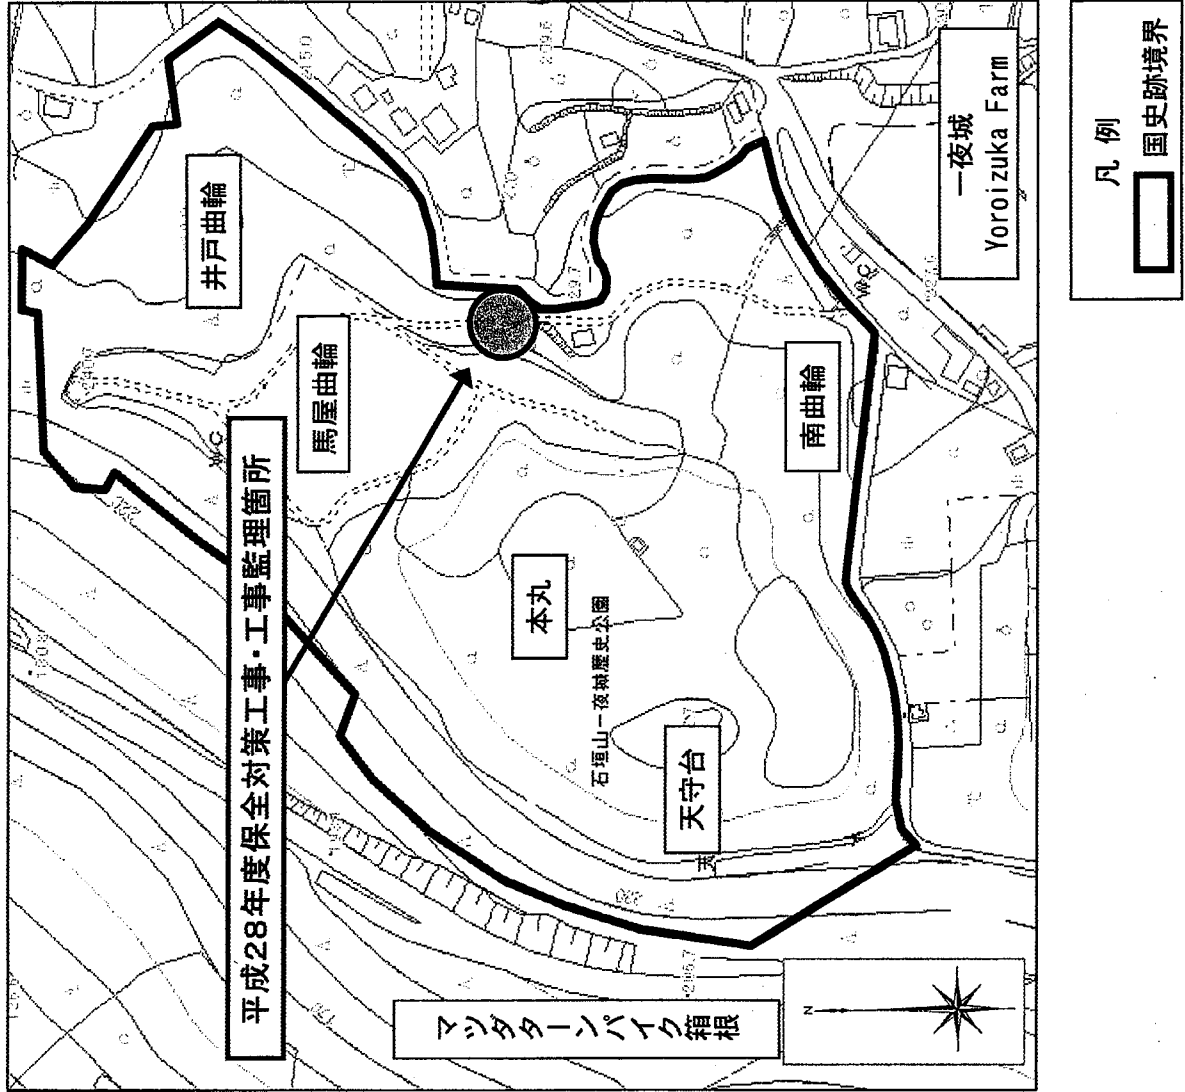 平成28年度保全対策工事・工事監理箇所
井戸曲輪
馬屋曲輪
本丸
石垣山一夜城歴史公園
天守台
南曲輪
一夜城
Yoroizuka Farm
マツダターンパイク箱根
W.C
W.C
N
凡 例
国史跡境界